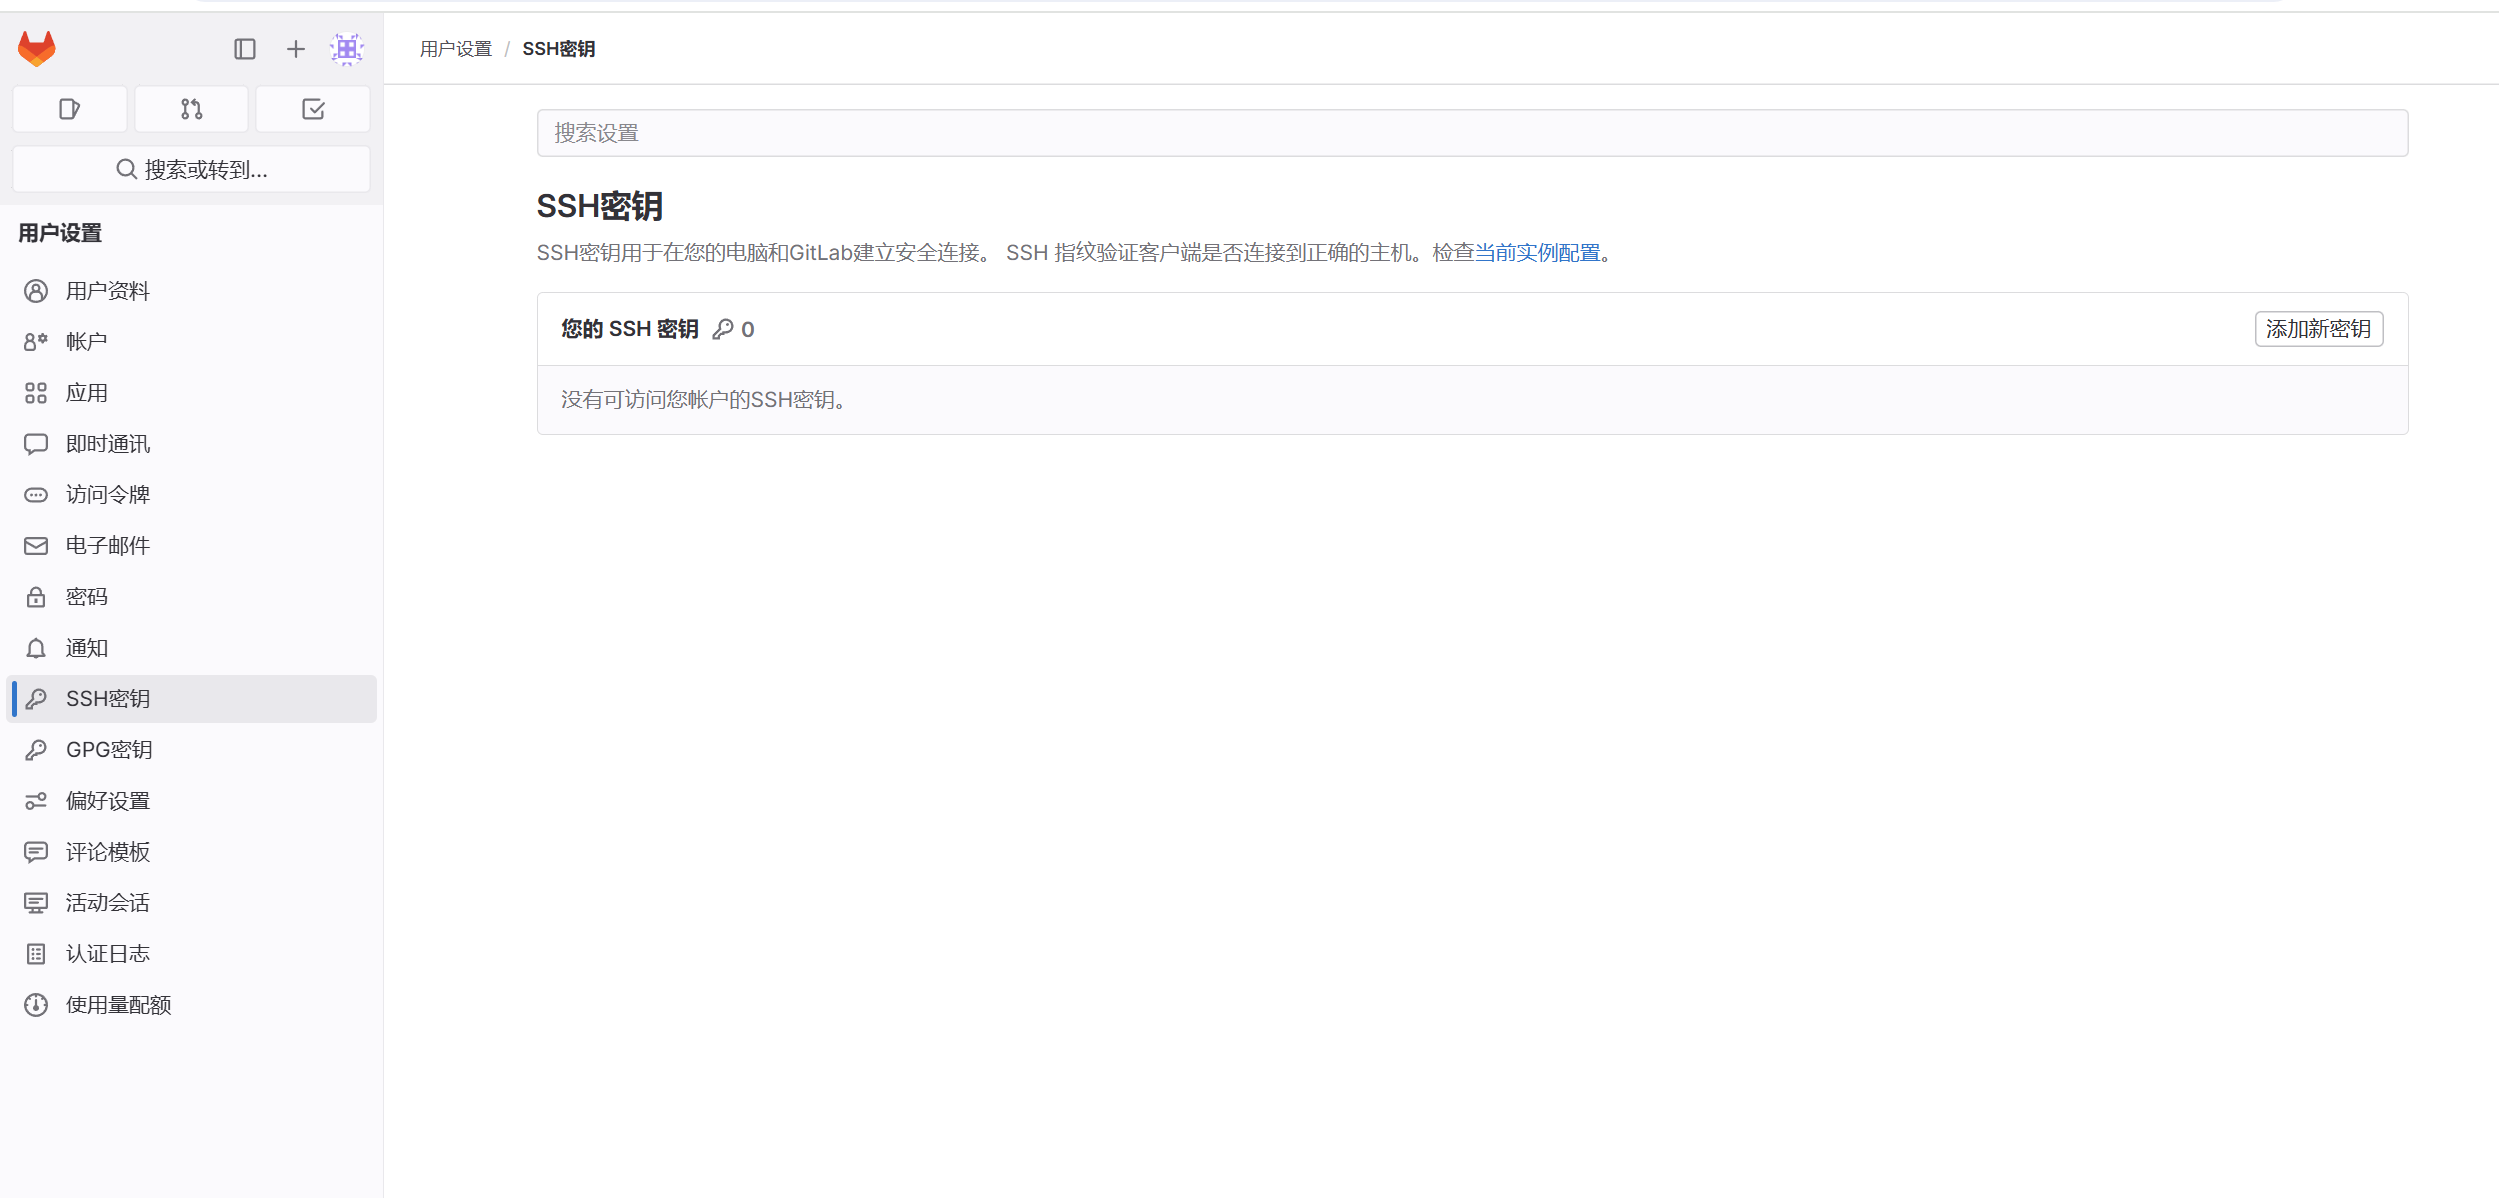 用户设置 / SSH密钥
搜索或转到...
用户设置
用户资料
帐户
应用
即时通讯
访问令牌
电子邮件
密码
通知
SSH密钥
GPG密钥
偏好设置
评论模板
活动会话
认证日志
使用量配额
搜索设置
SSH密钥
SSH密钥用于在您的电脑和GitLab建立安全连接。 SSH 指纹验证客户端是否连接到正确的主机。检查当前实例配置。
您的 SSH 密钥 0
添加新密钥
没有可访问您帐户的SSH密钥。